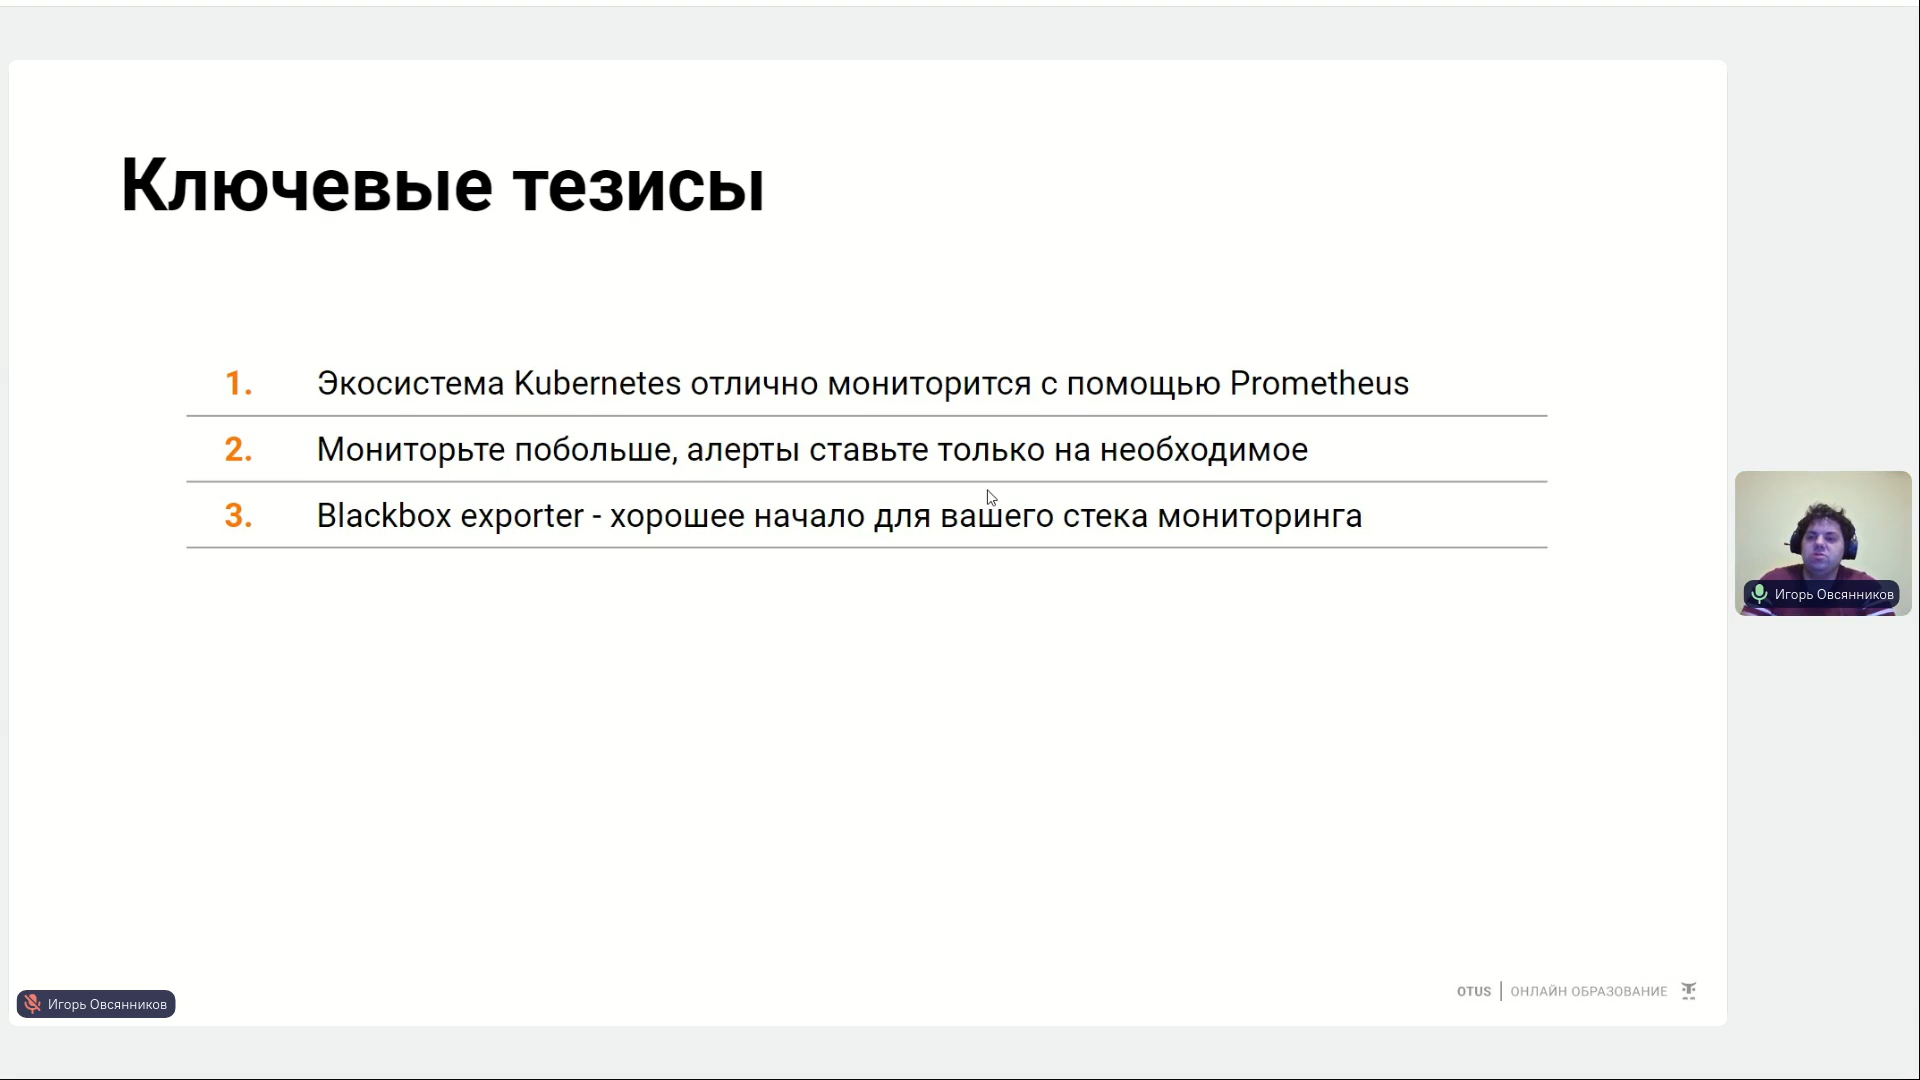 Ключевые тезисы
1. Экосистема Kubernetes отлично мониторится с помощью Prometheus
2. Мониторьте побольше, алерты ставьте только на необходимое
3. Blackbox exporter - хорошее начало для вашего стека мониторинга
Игорь Овсянников
Игорь Овсянников
OTUS | ОНЛАЙН ОБРАЗОВАНИЕ